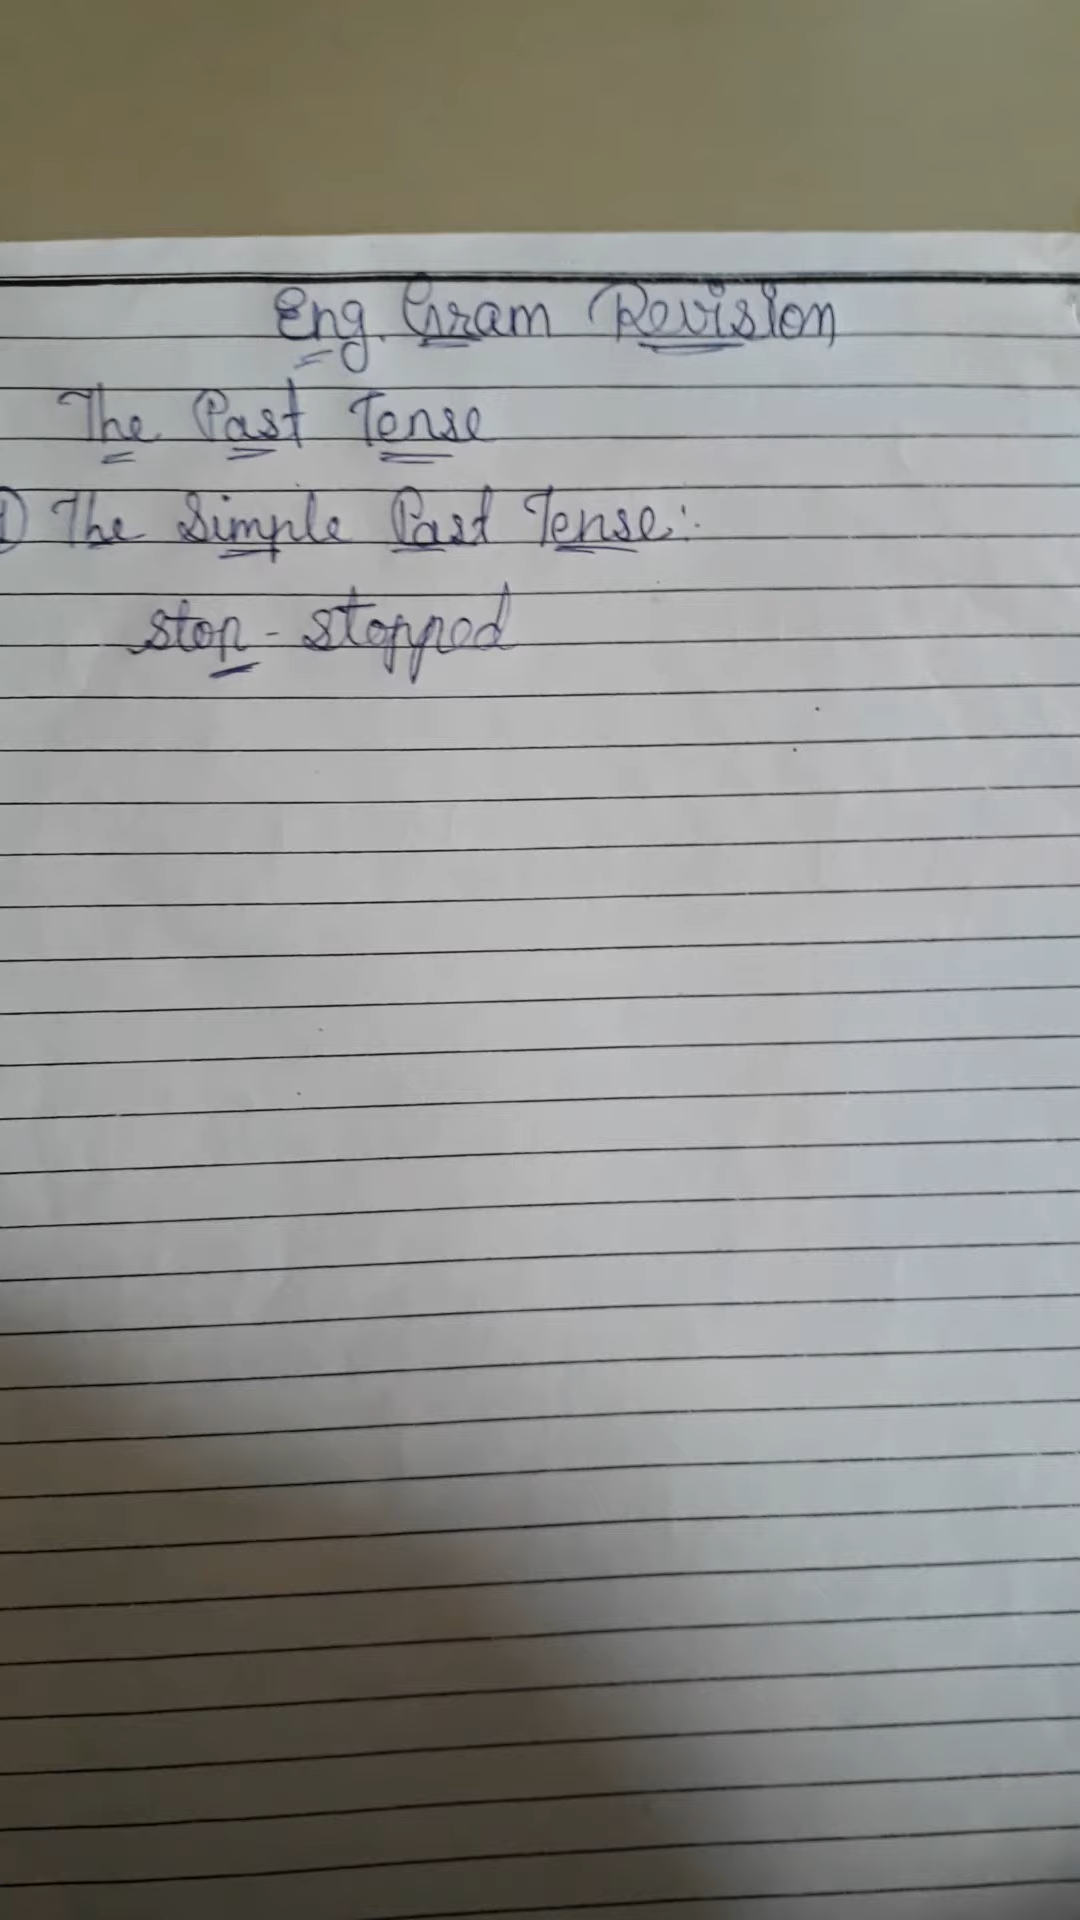 Eng. Gram Revision
The Past Tense
1) The Simple Past Tense:
stop - stopped